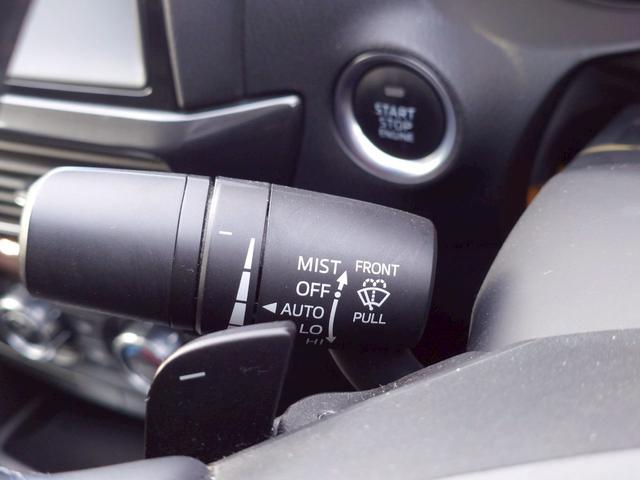 START
STOP
ENGINE
MIST
OFF
AUTO
LO
HI
FRONT
PULL